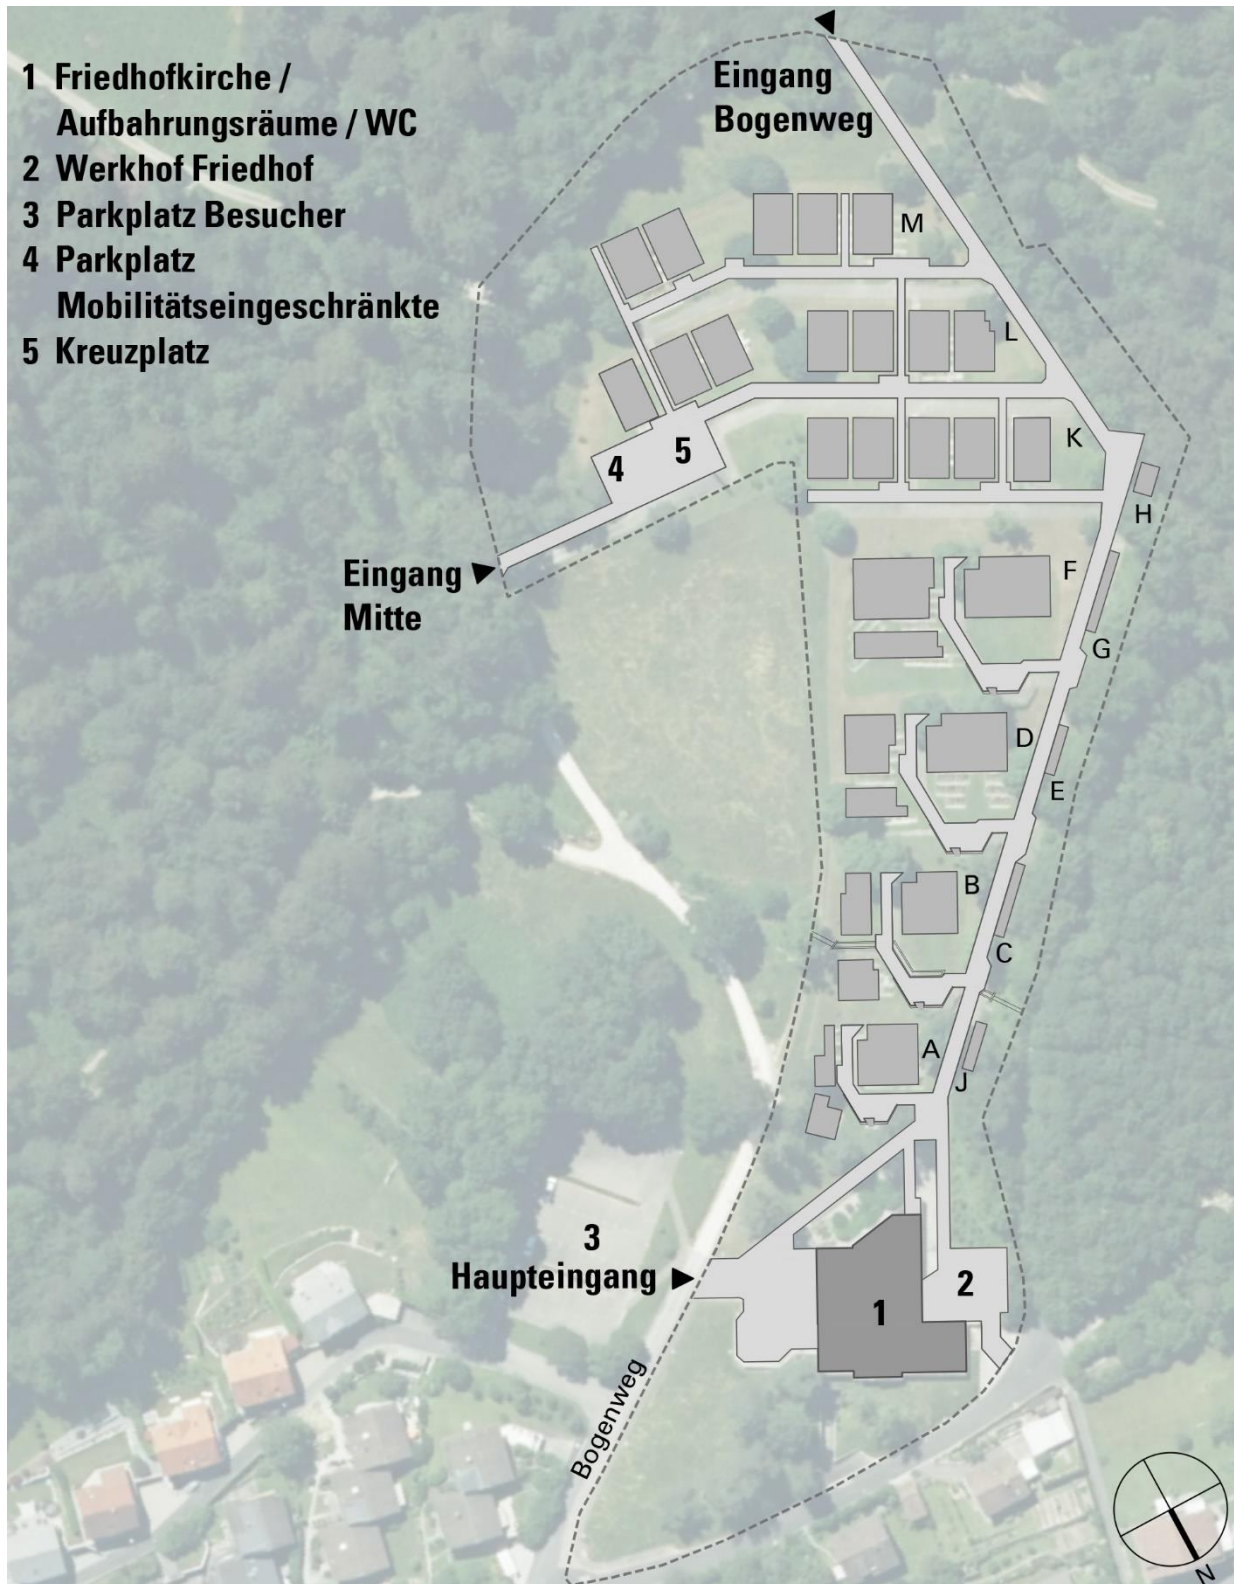 1 Friedhofkirche /
Aufbahrungsräume / WC
2 Werkhof Friedhof
3 Parkplatz Besucher
4 Parkplatz
Mobilitätseingeschränkte
5 Kreuzplatz
Eingang
Bogenweg
M
L
K
5
4
H
Eingang
Mitte
F
G
D
E
B
C
A
J
3
Haupteingang
2
1
Bogenweg
N